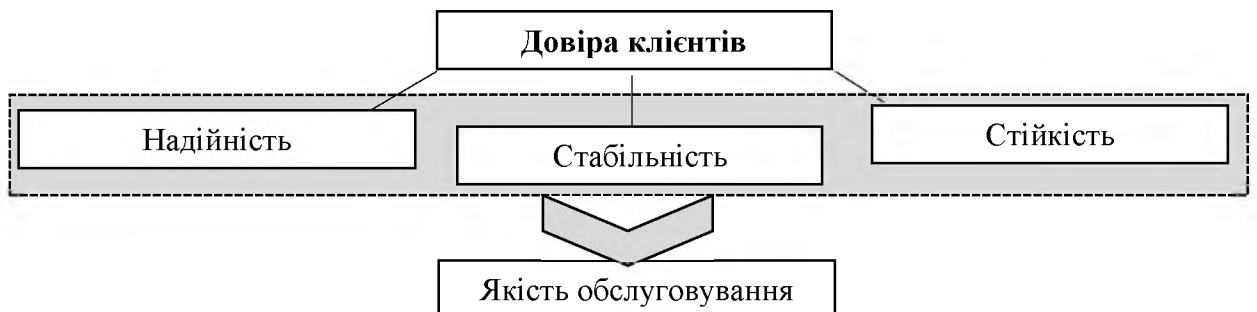 Довіра клієнтів
Надійність
Стабільність
Стійкість
Якість обслуговування